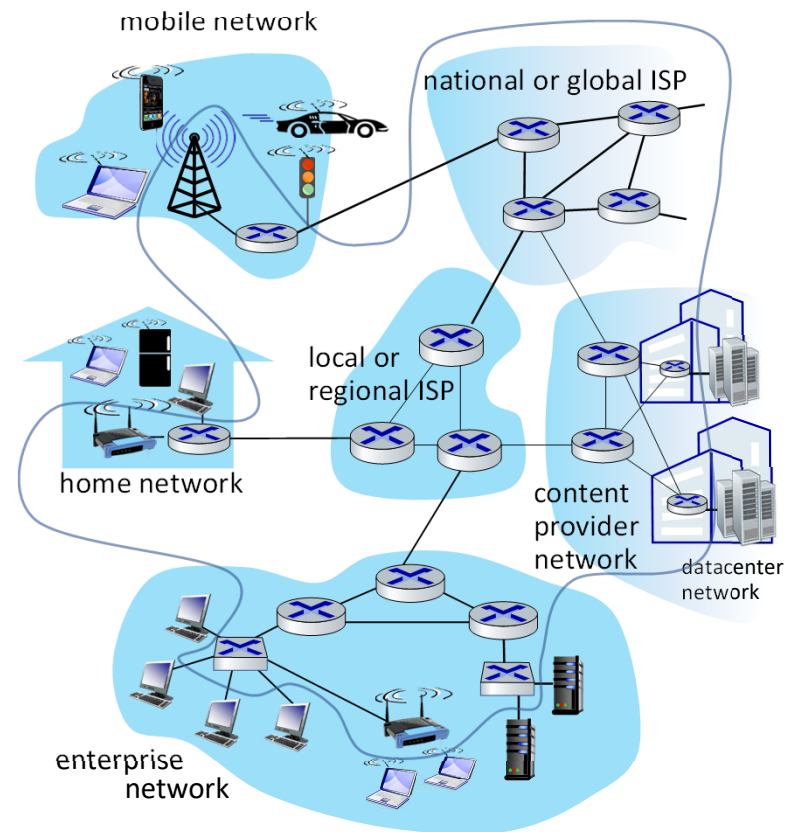 mobile network
national or global ISP
local or
regional ISP
home network
content
provider
network
datacenter
network
enterprise
network